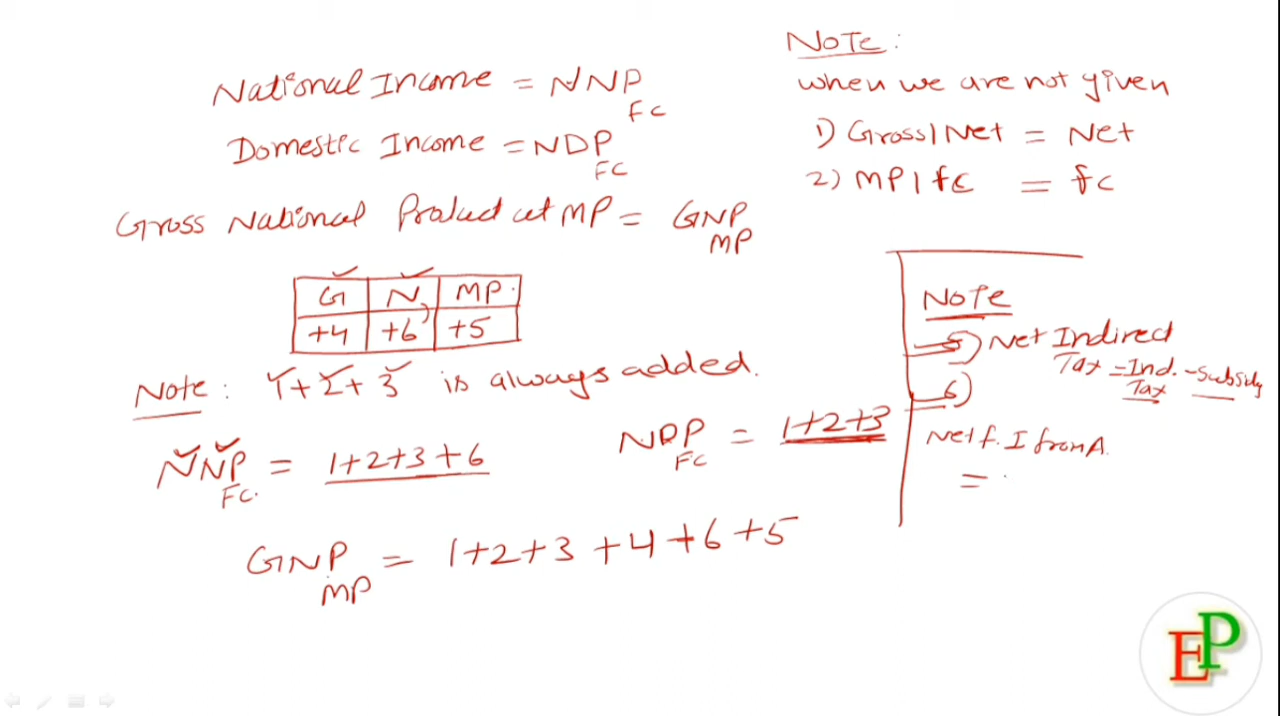 National Income = NNP
FC
Domestic Income = NDP
FC
Gross National Product at MP = GNP
MP
G N MP
+4 +6 +5
Note: 1+2+3 is always added.
NNP = 1+2+3+6
FC.
NDP = 1+2+3
FC
GNP = 1+2+3+4+6+5
MP
NOTE:
when we are not given
1) Gross|Net = Net
2) MP|fc = fc
NOTE
5) Net Indirect
Tax = Ind. - Subsidy
Tax
6)
Net f. I from A.
=
EP